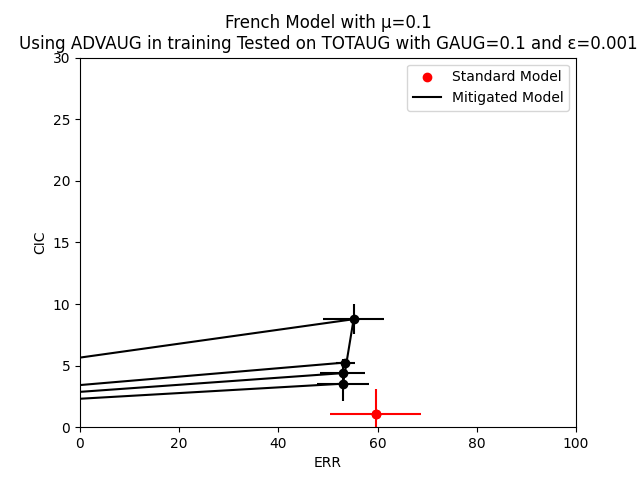 French Model with μ=0.1
Using ADVAUG in training Tested on TOTAUG with GAUG=0.1 and ε=0.001
Standard Model
Mitigated Model
30
25
20
15
10
5
0
CIC
0 20 40 60 80 100
ERR